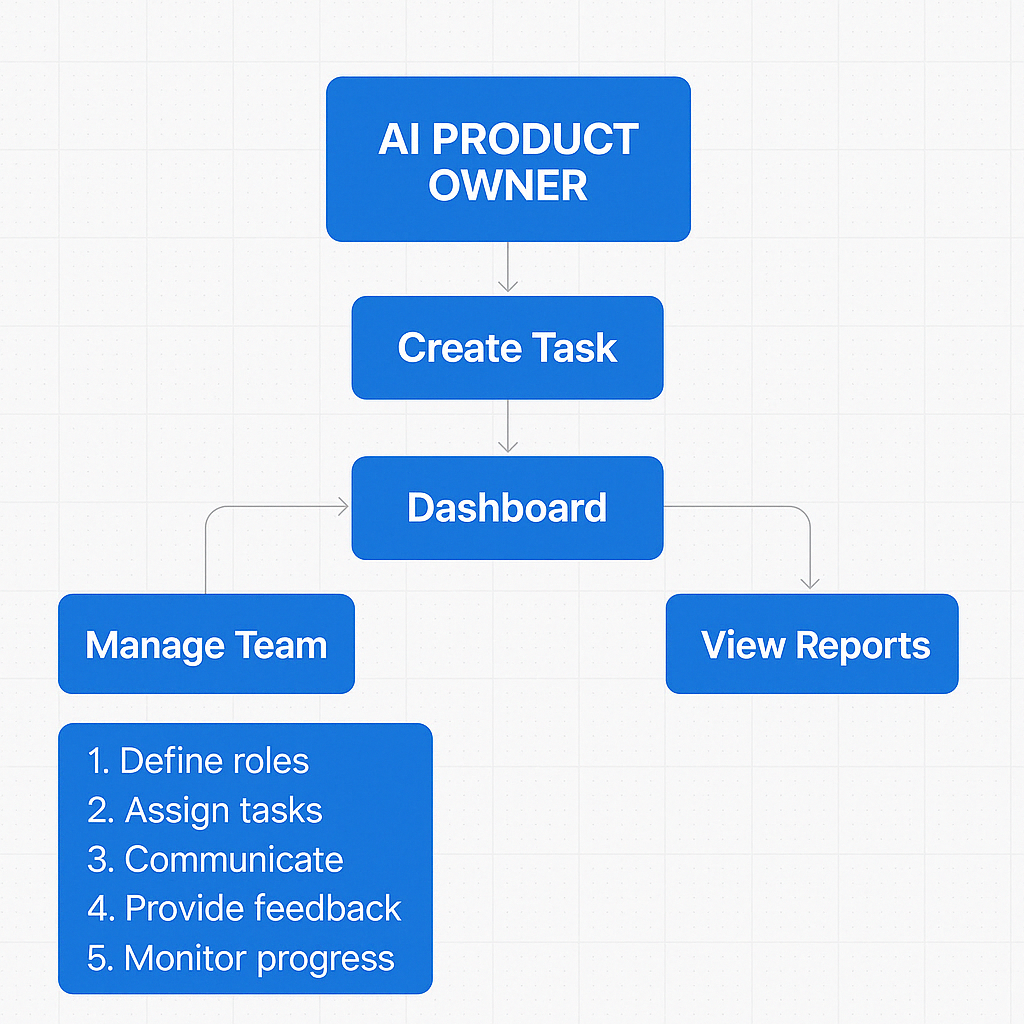 AI PRODUCT
OWNER
Create Task
Dashboard
Manage Team
View Reports
1. Define roles
2. Assign tasks
3. Communicate
4. Provide feedback
5. Monitor progress